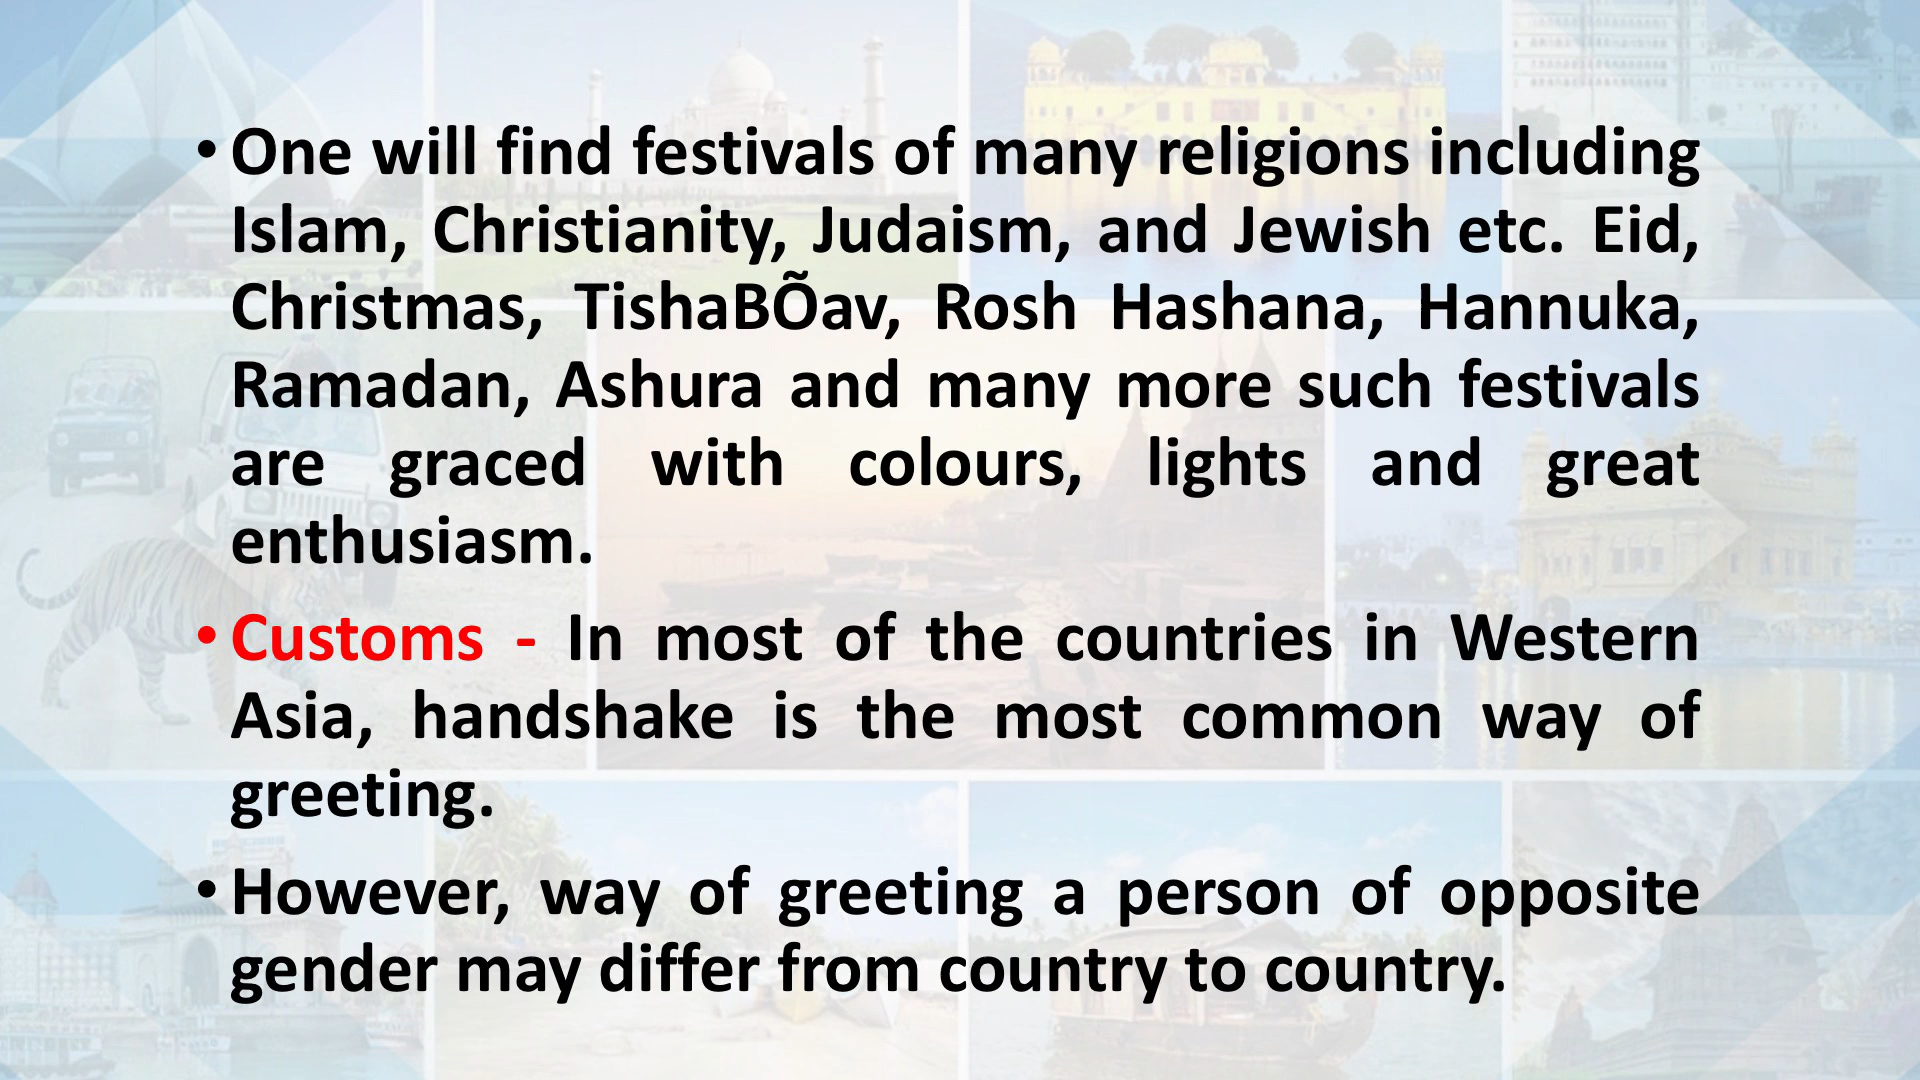 • One will find festivals of many religions including
Islam, Christianity, Judaism, and Jewish etc. Eid,
Christmas, TishaBÕav, Rosh Hashana, Hannuka,
Ramadan, Ashura and many more such festivals
are graced with colours, lights and great
enthusiasm.
• Customs - In most of the countries in Western
Asia, handshake is the most common way of
greeting.
• However, way of greeting a person of opposite
gender may differ from country to country.